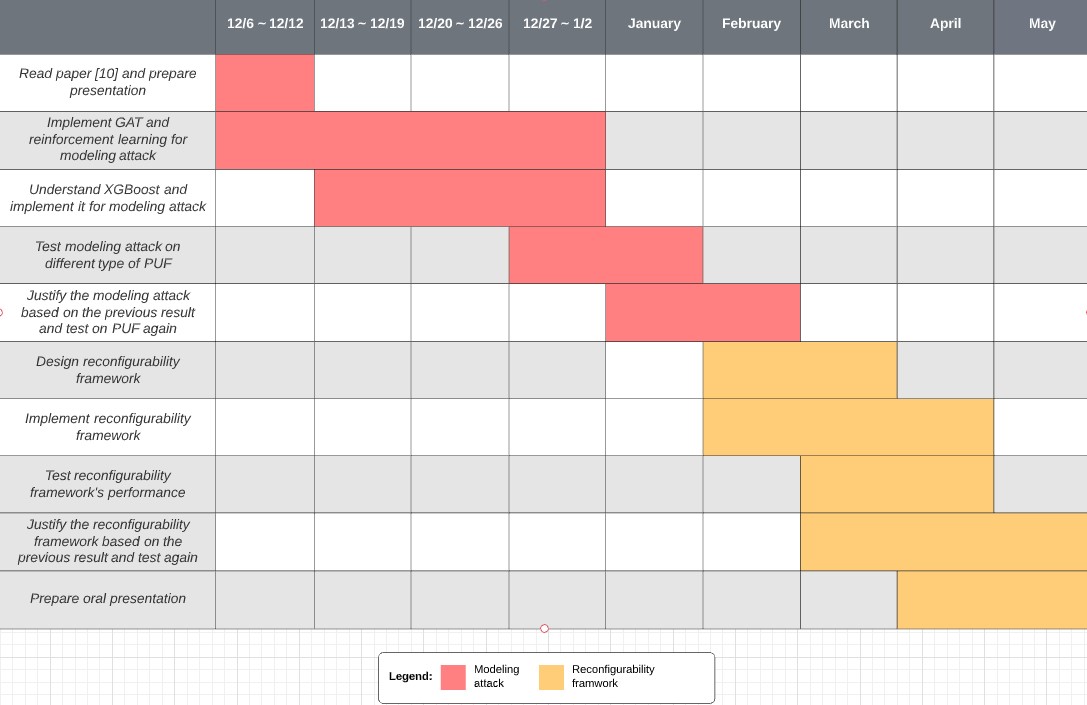 12/6 ~ 12/12 12/13 ~ 12/19 12/20 ~ 12/26 12/27 ~ 1/2 January February March April May
Read paper [10] and prepare
presentation
Implement GAT and
reinforcement learning for
modeling attack
Understand XGBoost and
implement it for modeling attack
Test modeling attack on
different type of PUF
Justify the modeling attack
based on the previous result
and test on PUF again
Design reconfigurability
framework
Implement reconfigurability
framework
Test reconfigurability
framework's performance
Justify the reconfigurability
framework based on the
previous result and test again
Prepare oral presentation
Legend:
Modeling
attack
Reconfigurability
framwork